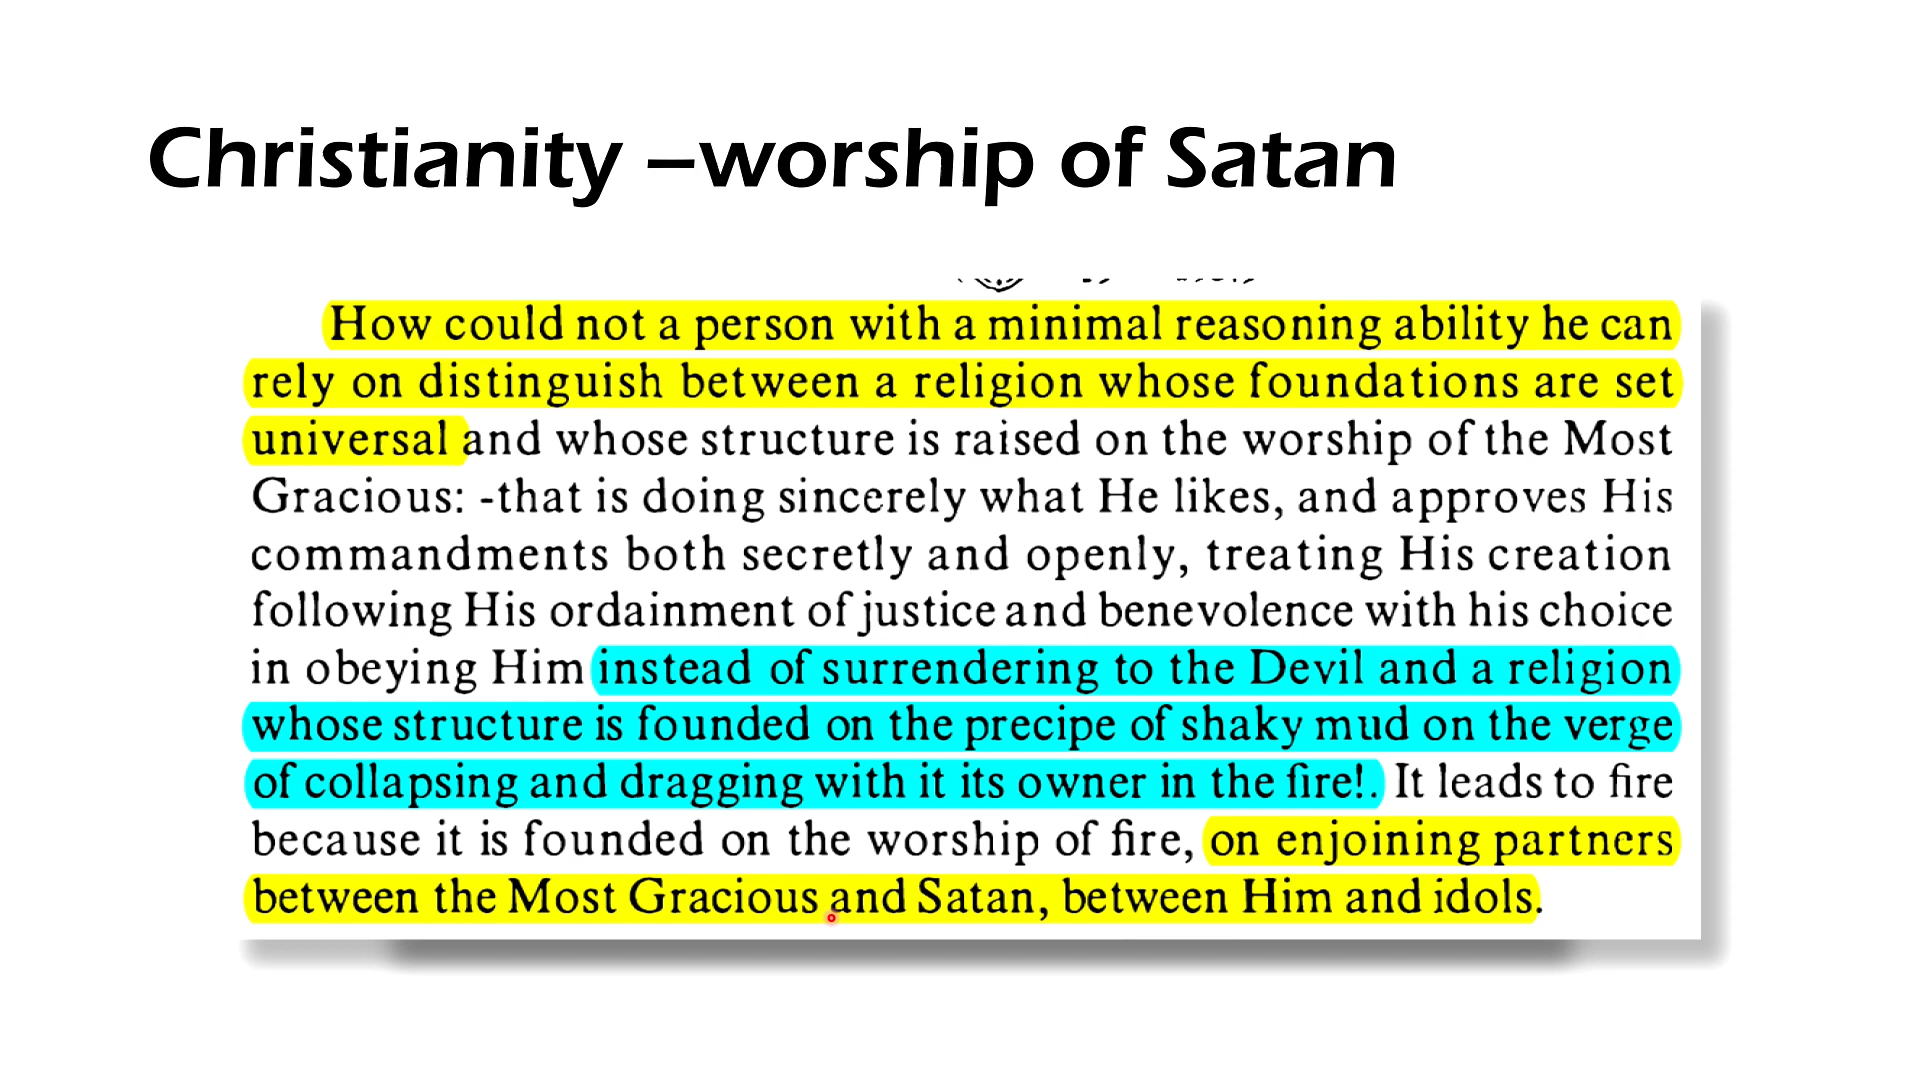 Christianity –worship of Satan
How could not a person with a minimal reasoning ability he can
rely on distinguish between a religion whose foundations are set
universal and whose structure is raised on the worship of the Most
Gracious: -that is doing sincerely what He likes, and approves His
commandments both secretly and openly, treating His creation
following His ordainment of justice and benevolence with his choice
in obeying Him instead of surrendering to the Devil and a religion
whose structure is founded on the precipe of shaky mud on the verge
of collapsing and dragging with it its owner in the fire!. It leads to fire
because it is founded on the worship of fire, on enjoining partners
between the Most Gracious and Satan, between Him and idols.